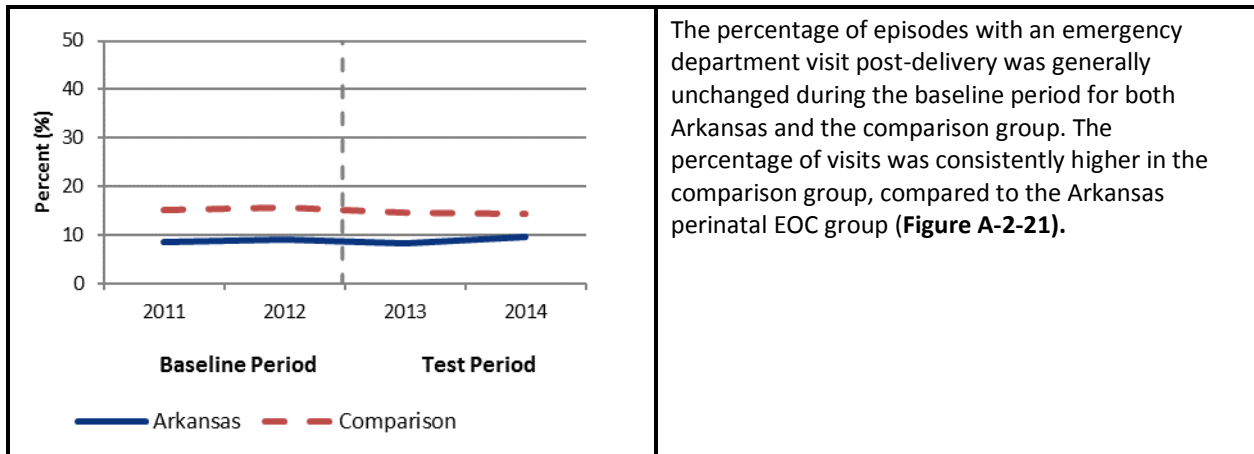 50
40
30
20
10
0
Percent (%)
2011 2012 2013 2014
Baseline Period Test Period
Arkansas Comparison
The percentage of episodes with an emergency
department visit post-delivery was generally
unchanged during the baseline period for both
Arkansas and the comparison group. The
percentage of visits was consistently higher in the
comparison group, compared to the Arkansas
perinatal EOC group (Figure A-2-21).